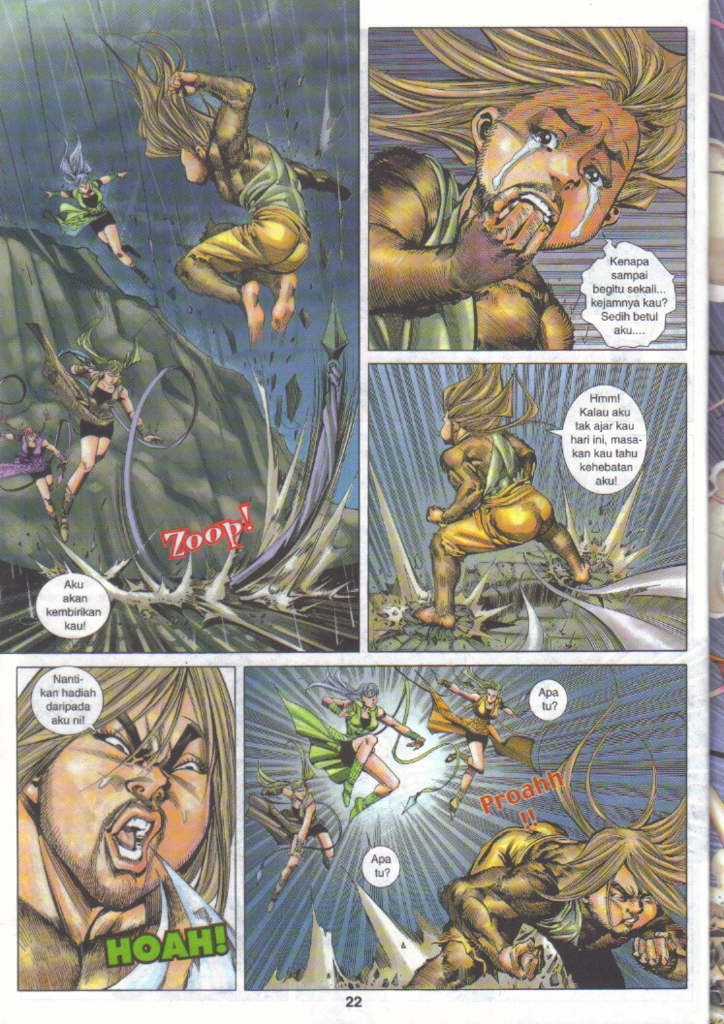 ZOOP!
Aku
akan
kembirikan
kau!
Kenapa
sampai
begitu sekali...
kejamnya kau?
Sedih betul
aku....
Hmm!
Kalau aku
tak ajar kau
hari ini, masa-
kan kau tahu
kehebatan
aku!
Nanti-
kan hadiah
daripada
aku ni!
HOAH!
Apa
tu?
Proahh
!!
Apa
tu?
22